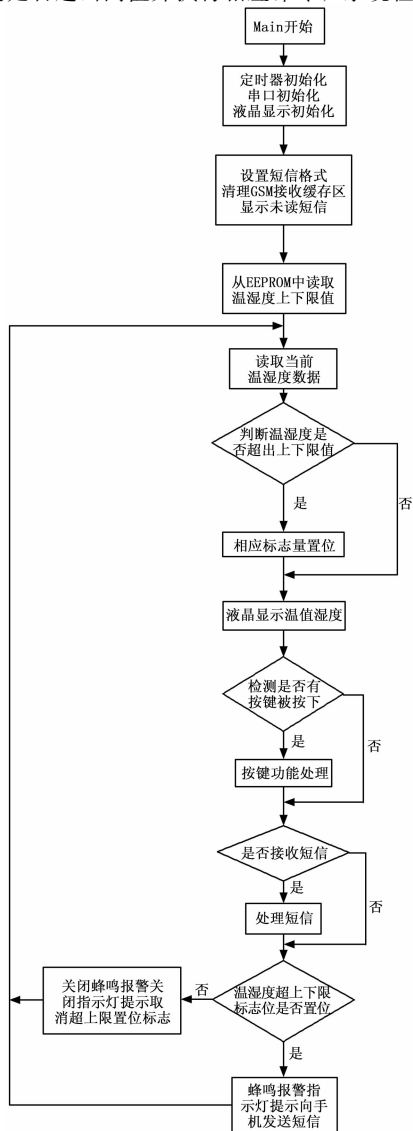 Main开始
定时器初始化
串口初始化
液晶显示初始化
设置短信格式
清理GSM接收缓存区
显示未读短信
从EEPROM中读取
温湿度上下限值
读取当前
温湿度数据
判断温湿度是
否超出上下限值
是
否
相应标志量置位
液晶显示温值湿度
检测是否有
按键被按下
是
否
按键功能处理
是否接收短信
是
否
处理短信
温湿度超上下限
标志位是否置位
否
关闭蜂鸣报警关
闭指示灯提示取
消超上限置位标志
是
蜂鸣报警指
示灯提示向手
机发送短信